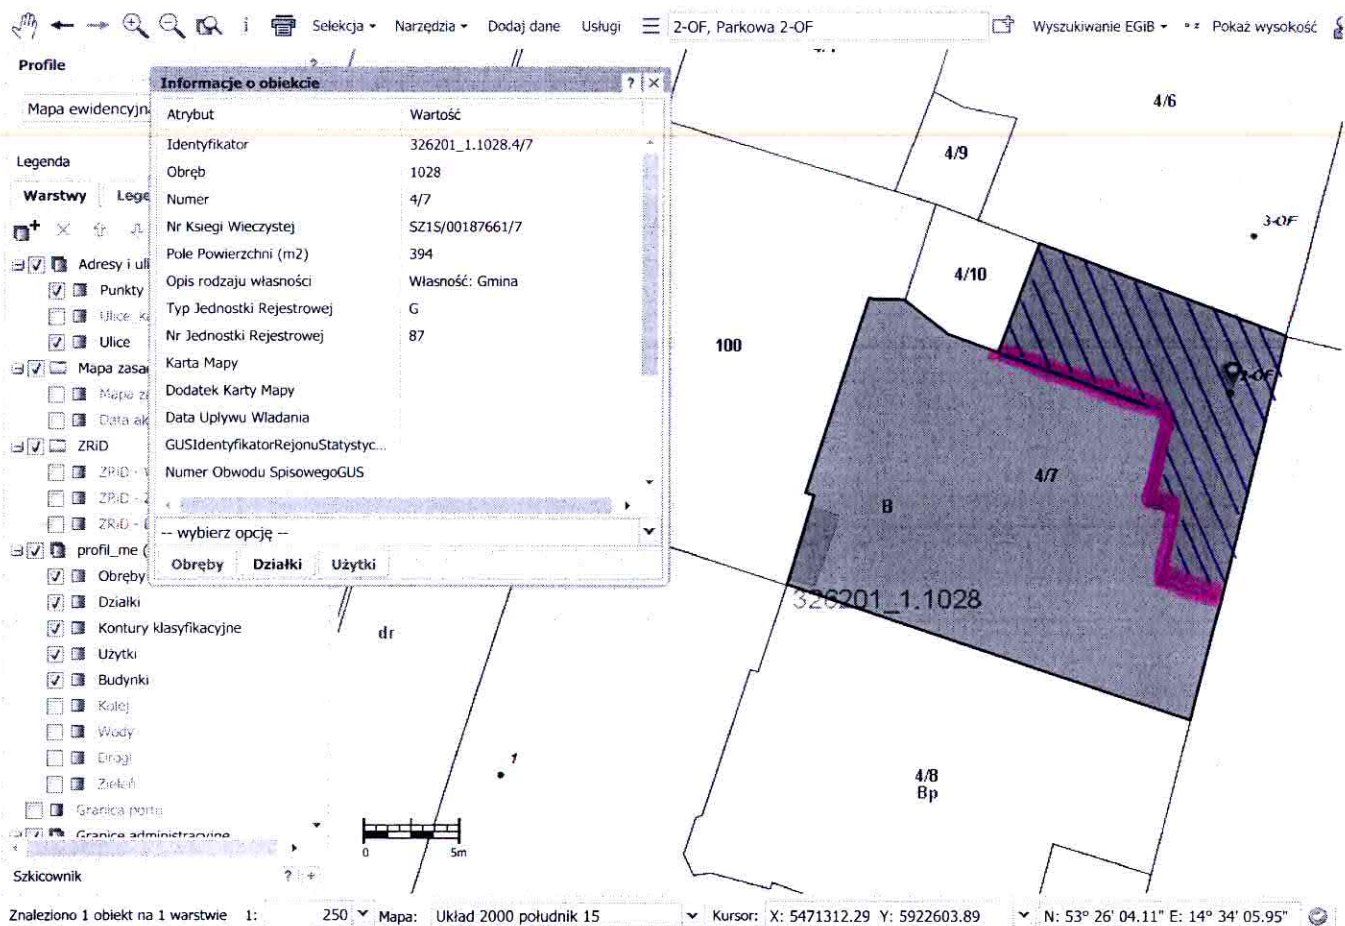 i Selekcja Narzędzia Dodaj dane Usługi 2-OF, Parkowa 2-OF Wyszukiwanie EGiB Pokaż wysokość
Profile
?
Mapa ewidencyjn
Legenda
Warstwy Lege
Adresy i uli
Punkty
Ulice
Mapa zasa
ZRiD
profil_me (
Obręby
Działki
Kontury klasyfikacyjne
Użytki
Budynki
Kolej
Wody
Drogi
Zieleń
Granica portu
Granice administracyjne
Szkicownik ? +
Informacje o obiekcie ? ×
Atrybut Wartość
Identyfikator 326201_1.1028.4/7
Obręb 1028
Numer 4/7
Nr Ksiegi Wieczystej SZ1S/00187661/7
Pole Powierzchni (m2) 394
Opis rodzaju własności Własność: Gmina
Typ Jednostki Rejestrowej G
Nr Jednostki Rejestrowej 87
Karta Mapy
Dodatek Karty Mapy
Data Upływu Wladania
GUSIdentyfikatorRejonuStatystyc...
Numer Obwodu SpisowegoGUS
-- wybierz opcję --
Obręby Działki Użytki
4/6
4/9
3-OF
4/10
100
2-OF
4/7
B
326201_1.1028
dr
1
4/8
Bp
0 5m
Znaleziono 1 obiekt na 1 warstwie 1: 250 Mapa: Układ 2000 południk 15 Kursor: X: 5471312.29 Y: 5922603.89 N: 53° 26' 04.11" E: 14° 34' 05.95"